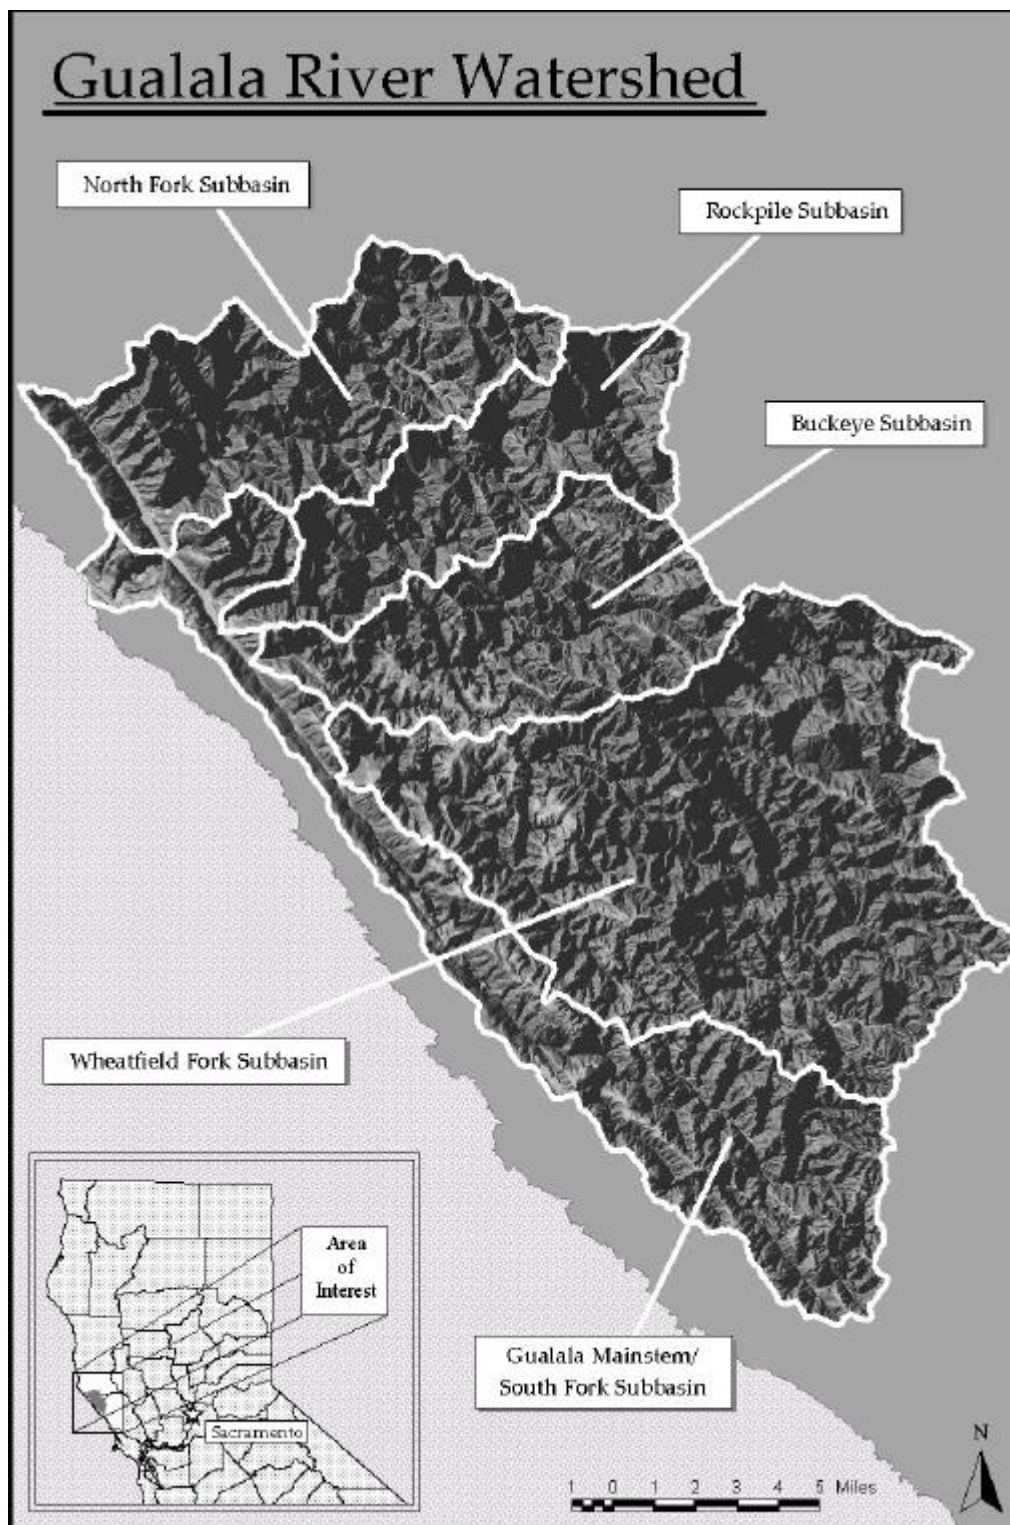 Gualala River Watershed
North Fork Subbasin
Rockpile Subbasin
Buckeye Subbasin
Wheatfield Fork Subbasin
Area
of
Interest
Sacramento
Gualala Mainstem/
South Fork Subbasin
N
1 0 1 2 3 4 5 Miles